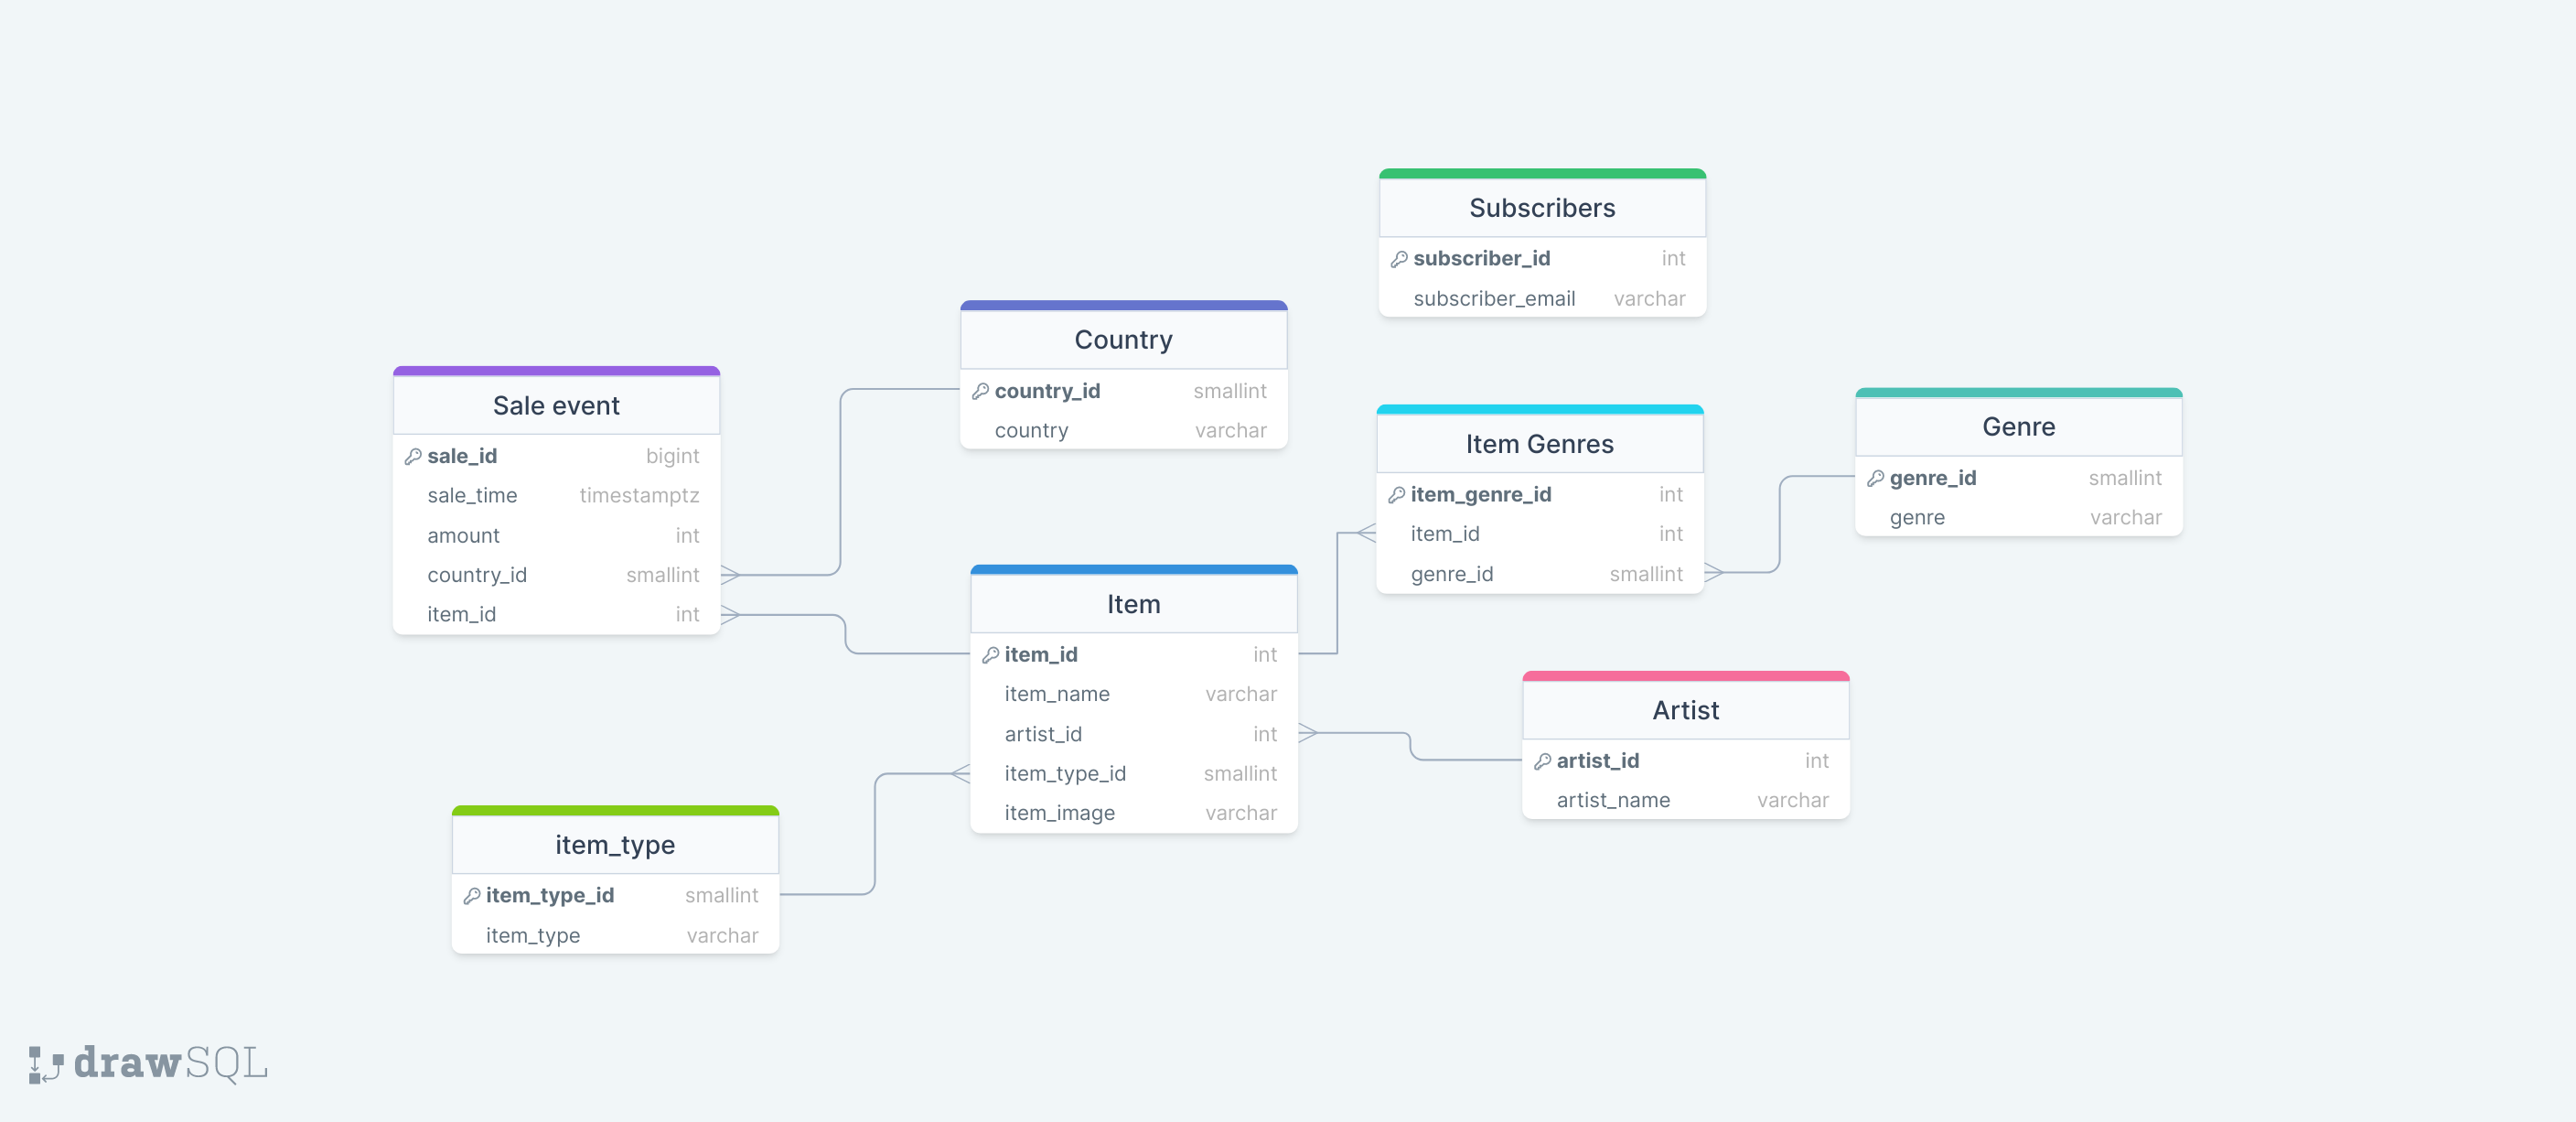 Subscribers
subscriber_id int
subscriber_email varchar
Country
country_id smallint
country varchar
Sale event
sale_id bigint
sale_time timestamptz
amount int
country_id smallint
item_id int
Item Genres
item_genre_id int
item_id int
genre_id smallint
Genre
genre_id smallint
genre varchar
Item
item_id int
item_name varchar
artist_id int
item_type_id smallint
item_image varchar
Artist
artist_id int
artist_name varchar
item_type
item_type_id smallint
item_type varchar
drawSQL